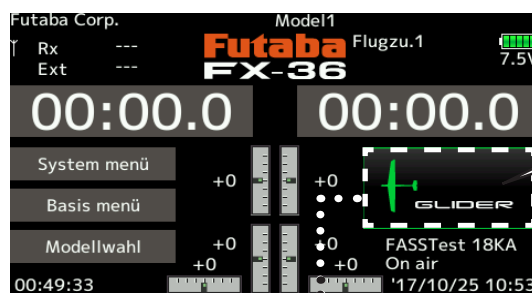 Futaba Corp.
Model1
Rx ---
Ext ---
Futaba
FX-36
Flugzu.1
7.5V
00:00.0
00:00.0
System menü
Basis menü
Modellwahl
+0
+0
GLIDER
+0
+0
+0
+0
FASSTest 18KA
On air
00:49:33
'17/10/25 10:53